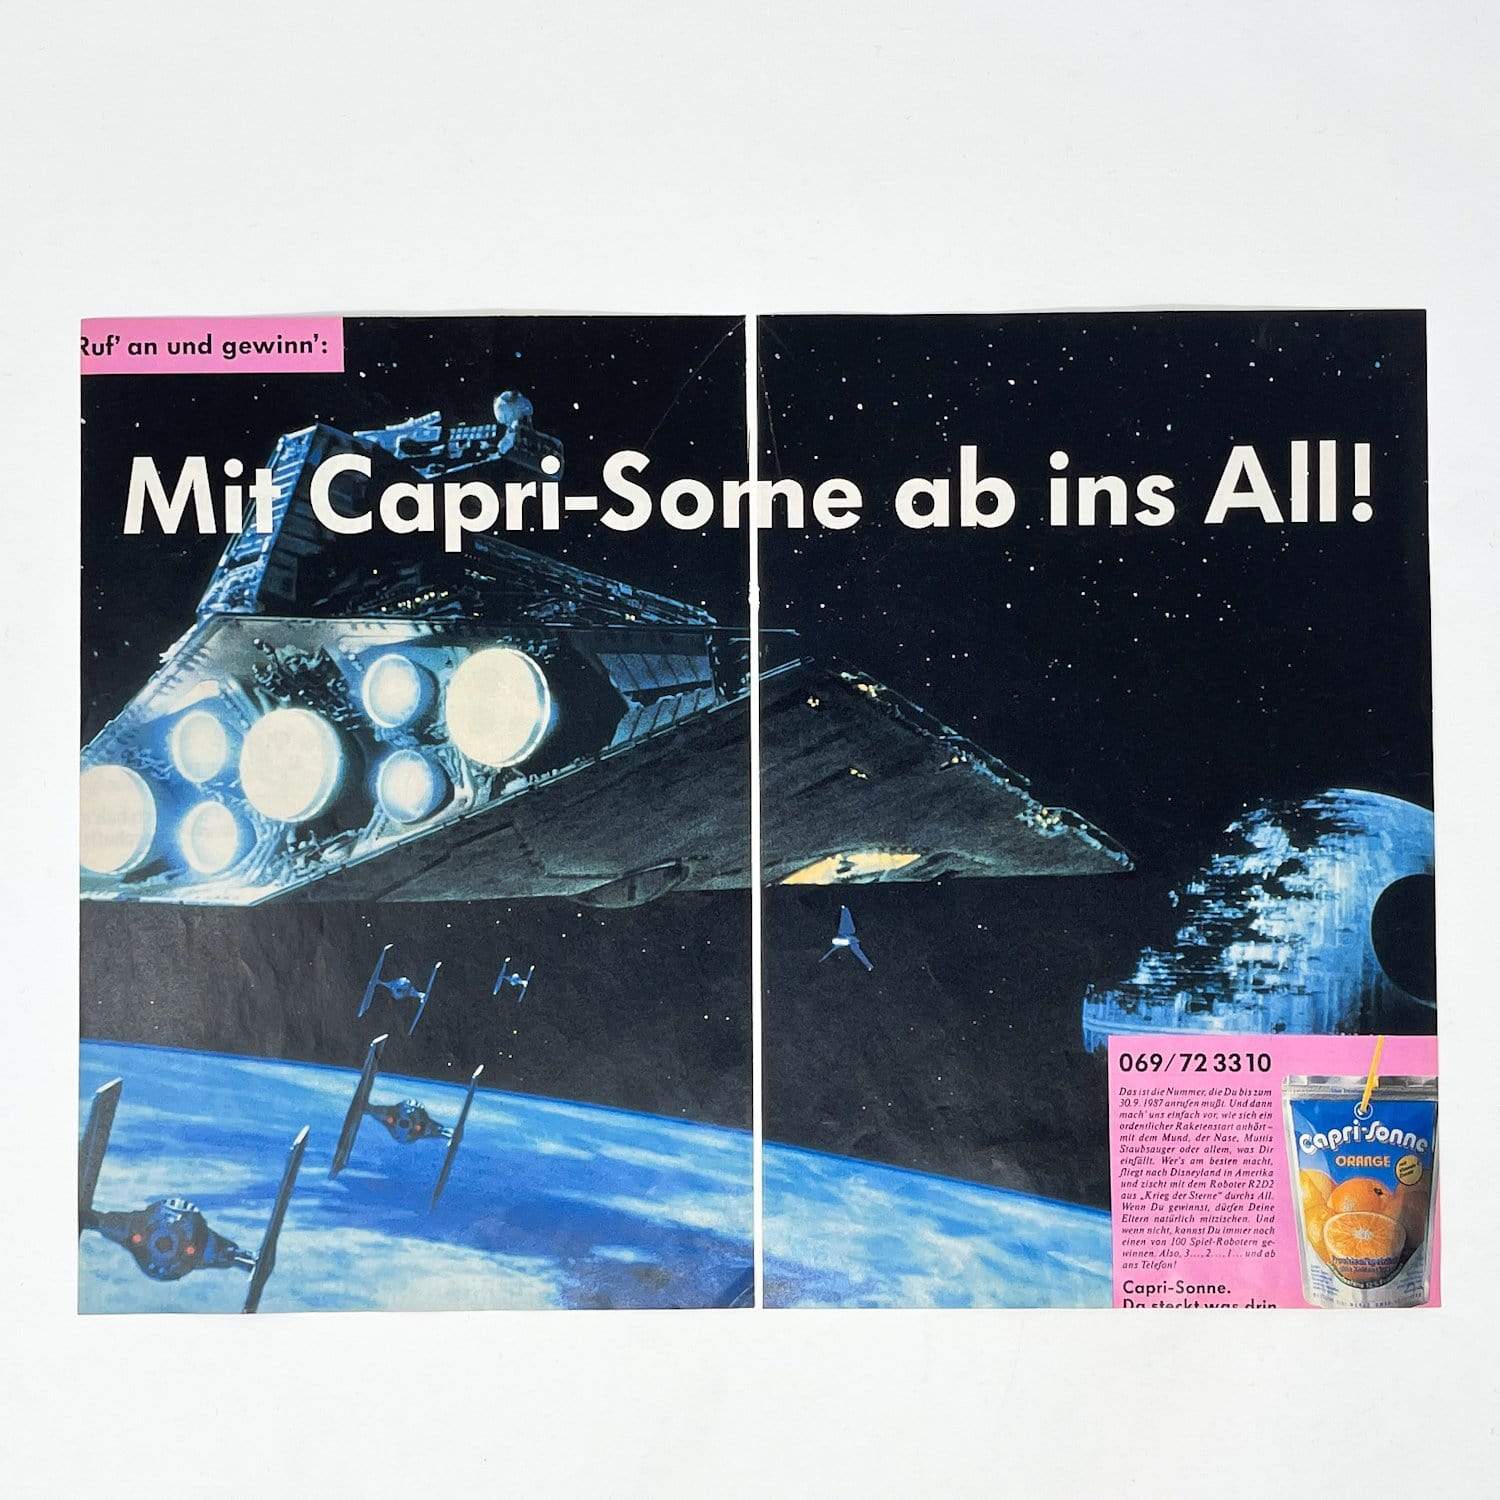 Ruf' an und gewinn':
Mit Capri-Sonne ab ins All!
069/72 33 10
Das ist die Nummer, die Du bis zum
30. 9. 1987 anrufen mußt. Und dann
mach' uns einfach vor, wie sich ein
ordentlicher Raketenstart anhört –
mit dem Mund, der Nase, Muttis
Staubsauger oder allem, was Dir
einfällt. Wer's am besten macht,
fliegt nach Disneyland in Amerika
und zischt mit dem Roboter R2D2
aus „Krieg der Sterne" durchs All.
Wenn Du gewinnst, dürfen Deine
Eltern natürlich mitzischen. Und
wenn nicht, kannst Du immer noch
einen von 100 Spiel-Robotern ge-
winnen. Also, 3..., 2..., 1... und ab
ans Telefon!
Capri-Sonne.
Da steckt was drin
Capri-Sonne
ORANGE